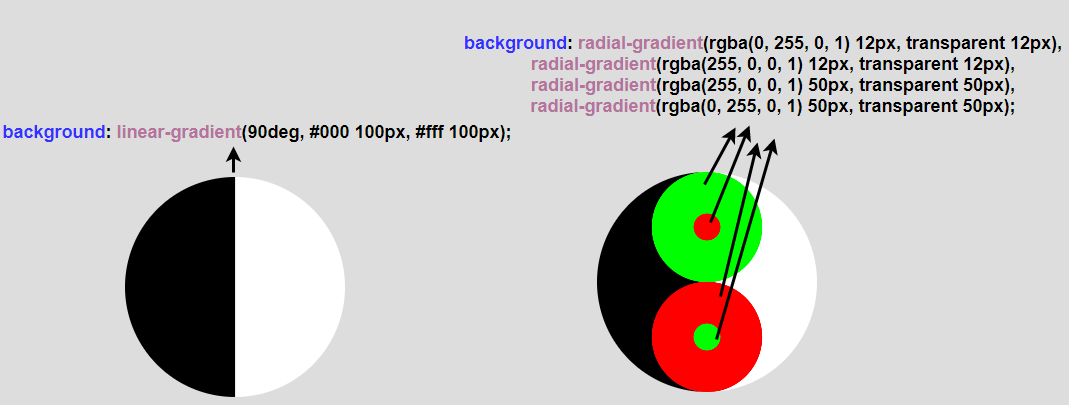 background: radial-gradient(rgba(0, 255, 0, 1) 12px, transparent 12px),
radial-gradient(rgba(255, 0, 0, 1) 12px, transparent 12px),
radial-gradient(rgba(255, 0, 0, 1) 50px, transparent 50px),
radial-gradient(rgba(0, 255, 0, 1) 50px, transparent 50px);
background: linear-gradient(90deg, #000 100px, #fff 100px);